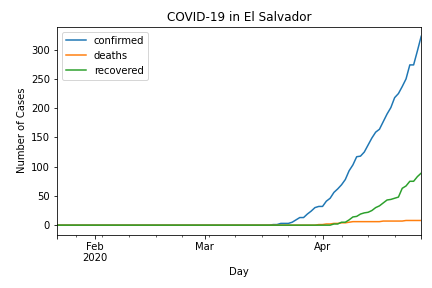 COVID-19 in El Salvador
confirmed
deaths
recovered
Number of Cases
300
250
200
150
100
50
0
Feb
2020
Mar
Apr
Day